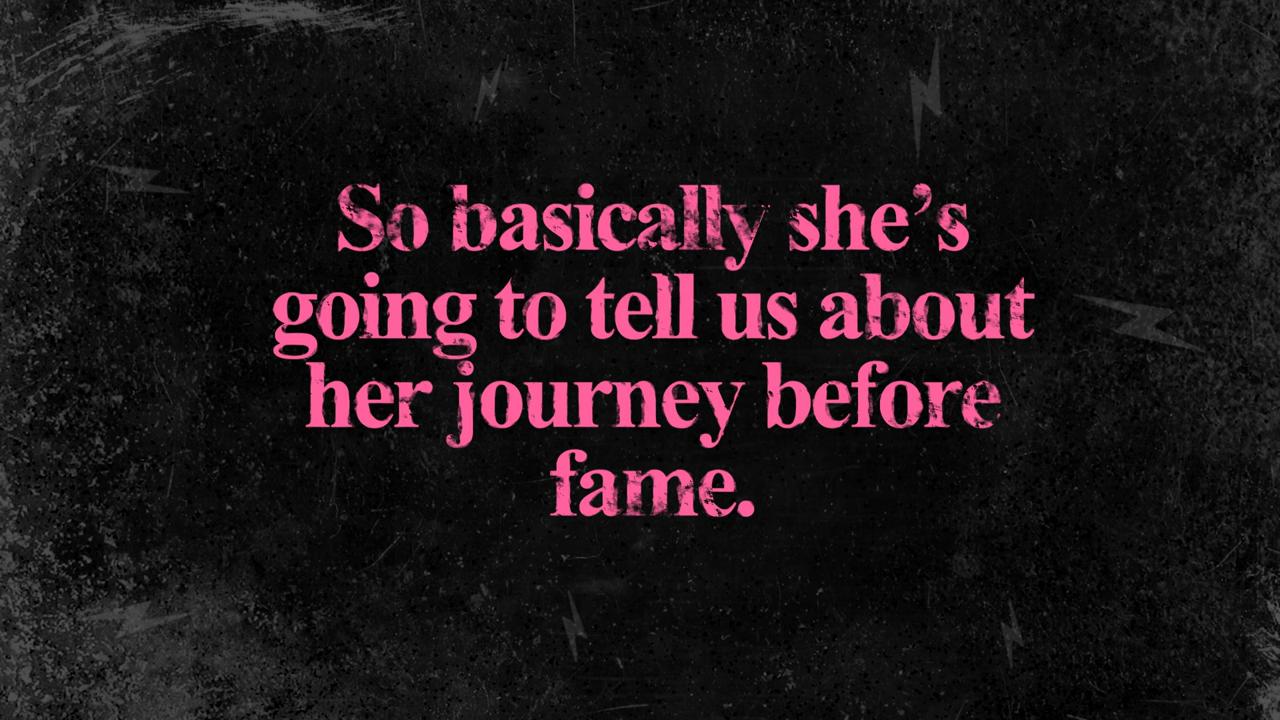 So basically she’s
going to tell us about
her journey before
fame.